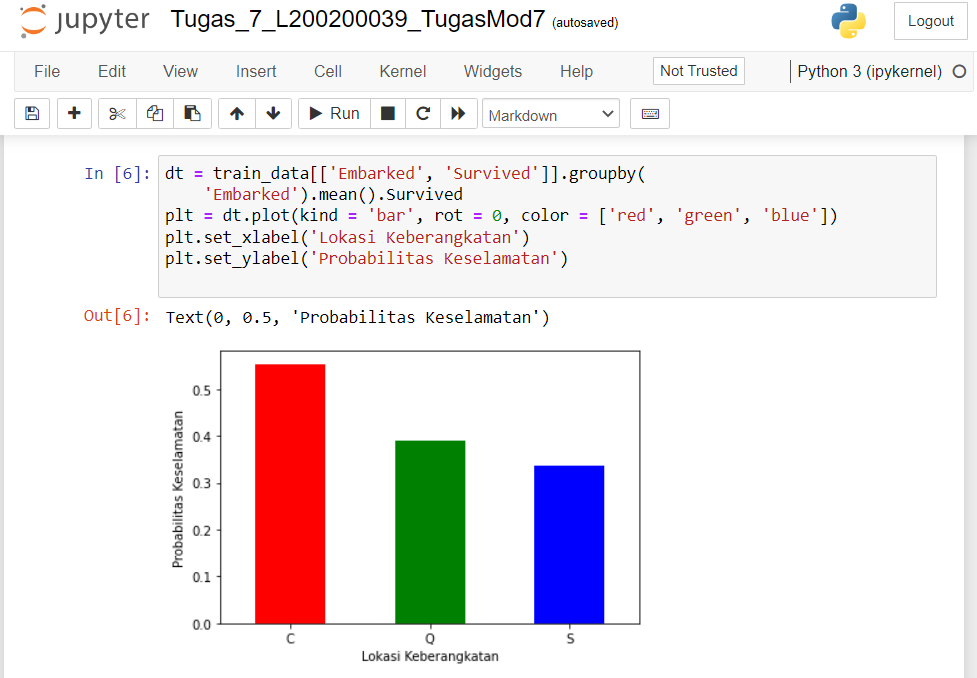 jupyter Tugas_7_L200200039_TugasMod7 (autosaved) Logout
File Edit View Insert Cell Kernel Widgets Help Not Trusted Python 3 (ipykernel)
Run Markdown
In [6]: dt = train_data[['Embarked', 'Survived']].groupby(
'Embarked').mean().Survived
plt = dt.plot(kind = 'bar', rot = 0, color = ['red', 'green', 'blue'])
plt.set_xlabel('Lokasi Keberangkatan')
plt.set_ylabel('Probabilitas Keselamatan')
Out[6]: Text(0, 0.5, 'Probabilitas Keselamatan')
Probabilitas Keselamatan
0.5
0.4
0.3
0.2
0.1
0.0
C Q S
Lokasi Keberangkatan